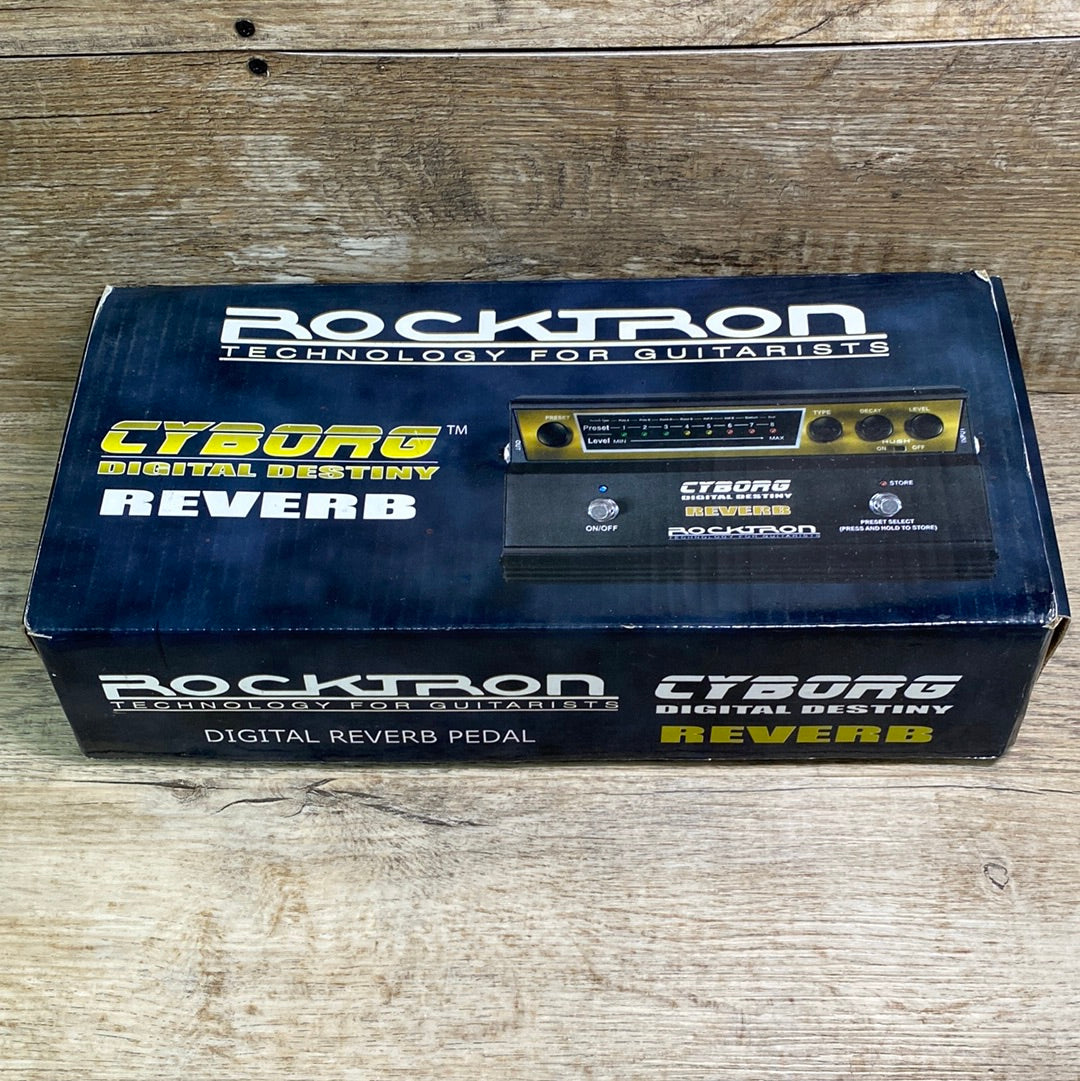 ROCKTRON
TECHNOLOGY FOR GUITARISTS
CYBORG™
DIGITAL DESTINY
REVERB
PRESET
Preset 1 2 3 4 5 6 7 8
Level MIN MAX
TYPE DECAY LEVEL
HUSH
ON OFF
INPUT
CYBORG
DIGITAL DESTINY
REVERB
ROCKTRON
TECHNOLOGY FOR GUITARISTS
ON/OFF
STORE
PRESET SELECT
(PRESS AND HOLD TO STORE)
ROCKTRON
TECHNOLOGY FOR GUITARISTS
DIGITAL REVERB PEDAL
CYBORG
DIGITAL DESTINY
REVERB